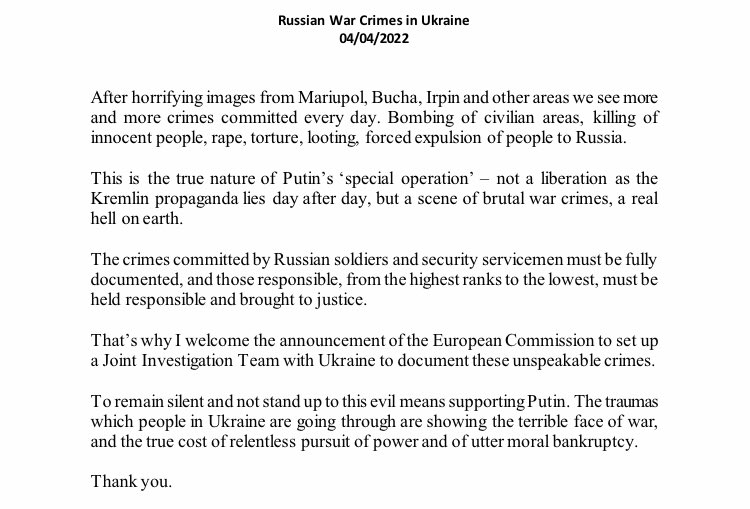 Russian War Crimes in Ukraine
04/04/2022
After horrifying images from Mariupol, Bucha, Irpin and other areas we see more
and more crimes committed every day. Bombing of civilian areas, killing of
innocent people, rape, torture, looting, forced expulsion of people to Russia.
This is the true nature of Putin’s ‘special operation’ – not a liberation as the
Kremlin propaganda lies day after day, but a scene of brutal war crimes, a real
hell on earth.
The crimes committed by Russian soldiers and security servicemen must be fully
documented, and those responsible, from the highest ranks to the lowest, must be
held responsible and brought to justice.
That’s why I welcome the announcement of the European Commission to set up
a Joint Investigation Team with Ukraine to document these unspeakable crimes.
To remain silent and not stand up to this evil means supporting Putin. The traumas
which people in Ukraine are going through are showing the terrible face of war,
and the true cost of relentless pursuit of power and of utter moral bankruptcy.
Thank you.